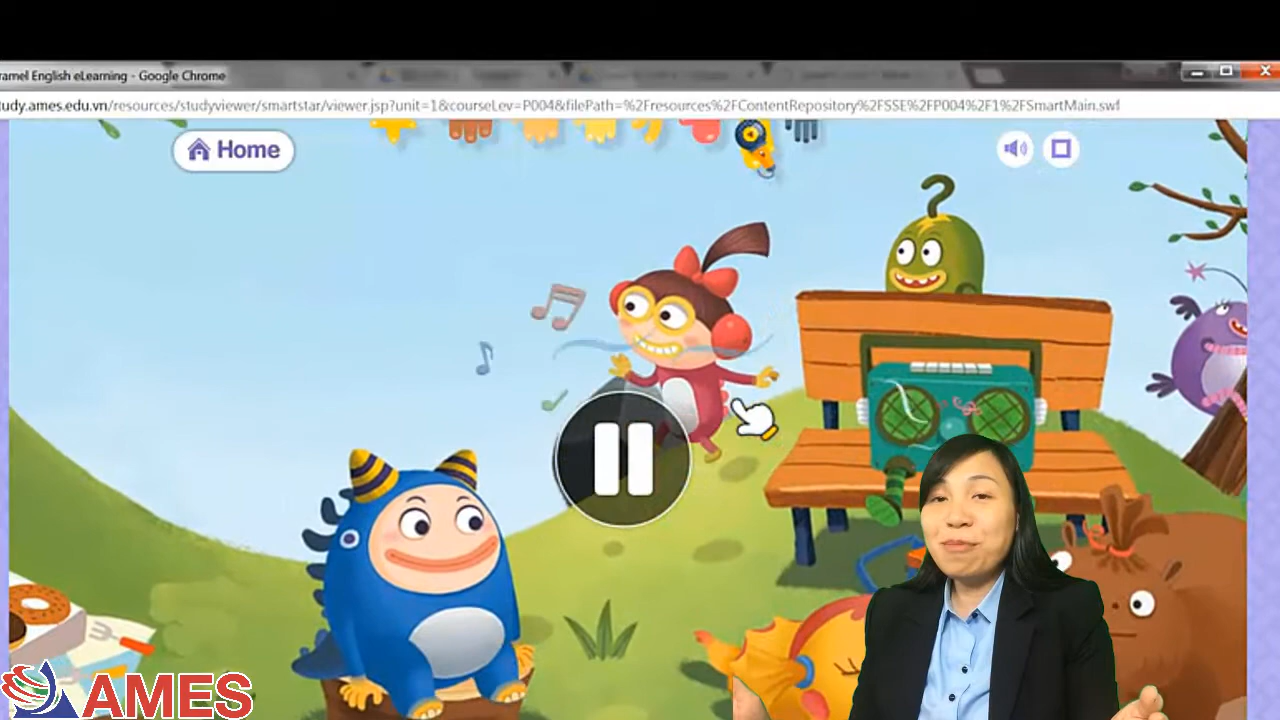 ramel English eLearning - Google Chrome
tudy.ames.edu.vn/resources/studyviewer/smartstar/viewer.jsp?unit=1&courseLev=P004&filePath=%2Fresources%2FContentRepository%2FSSE%2FP004%2F1%2FSmartMain.swf
Home
AMES